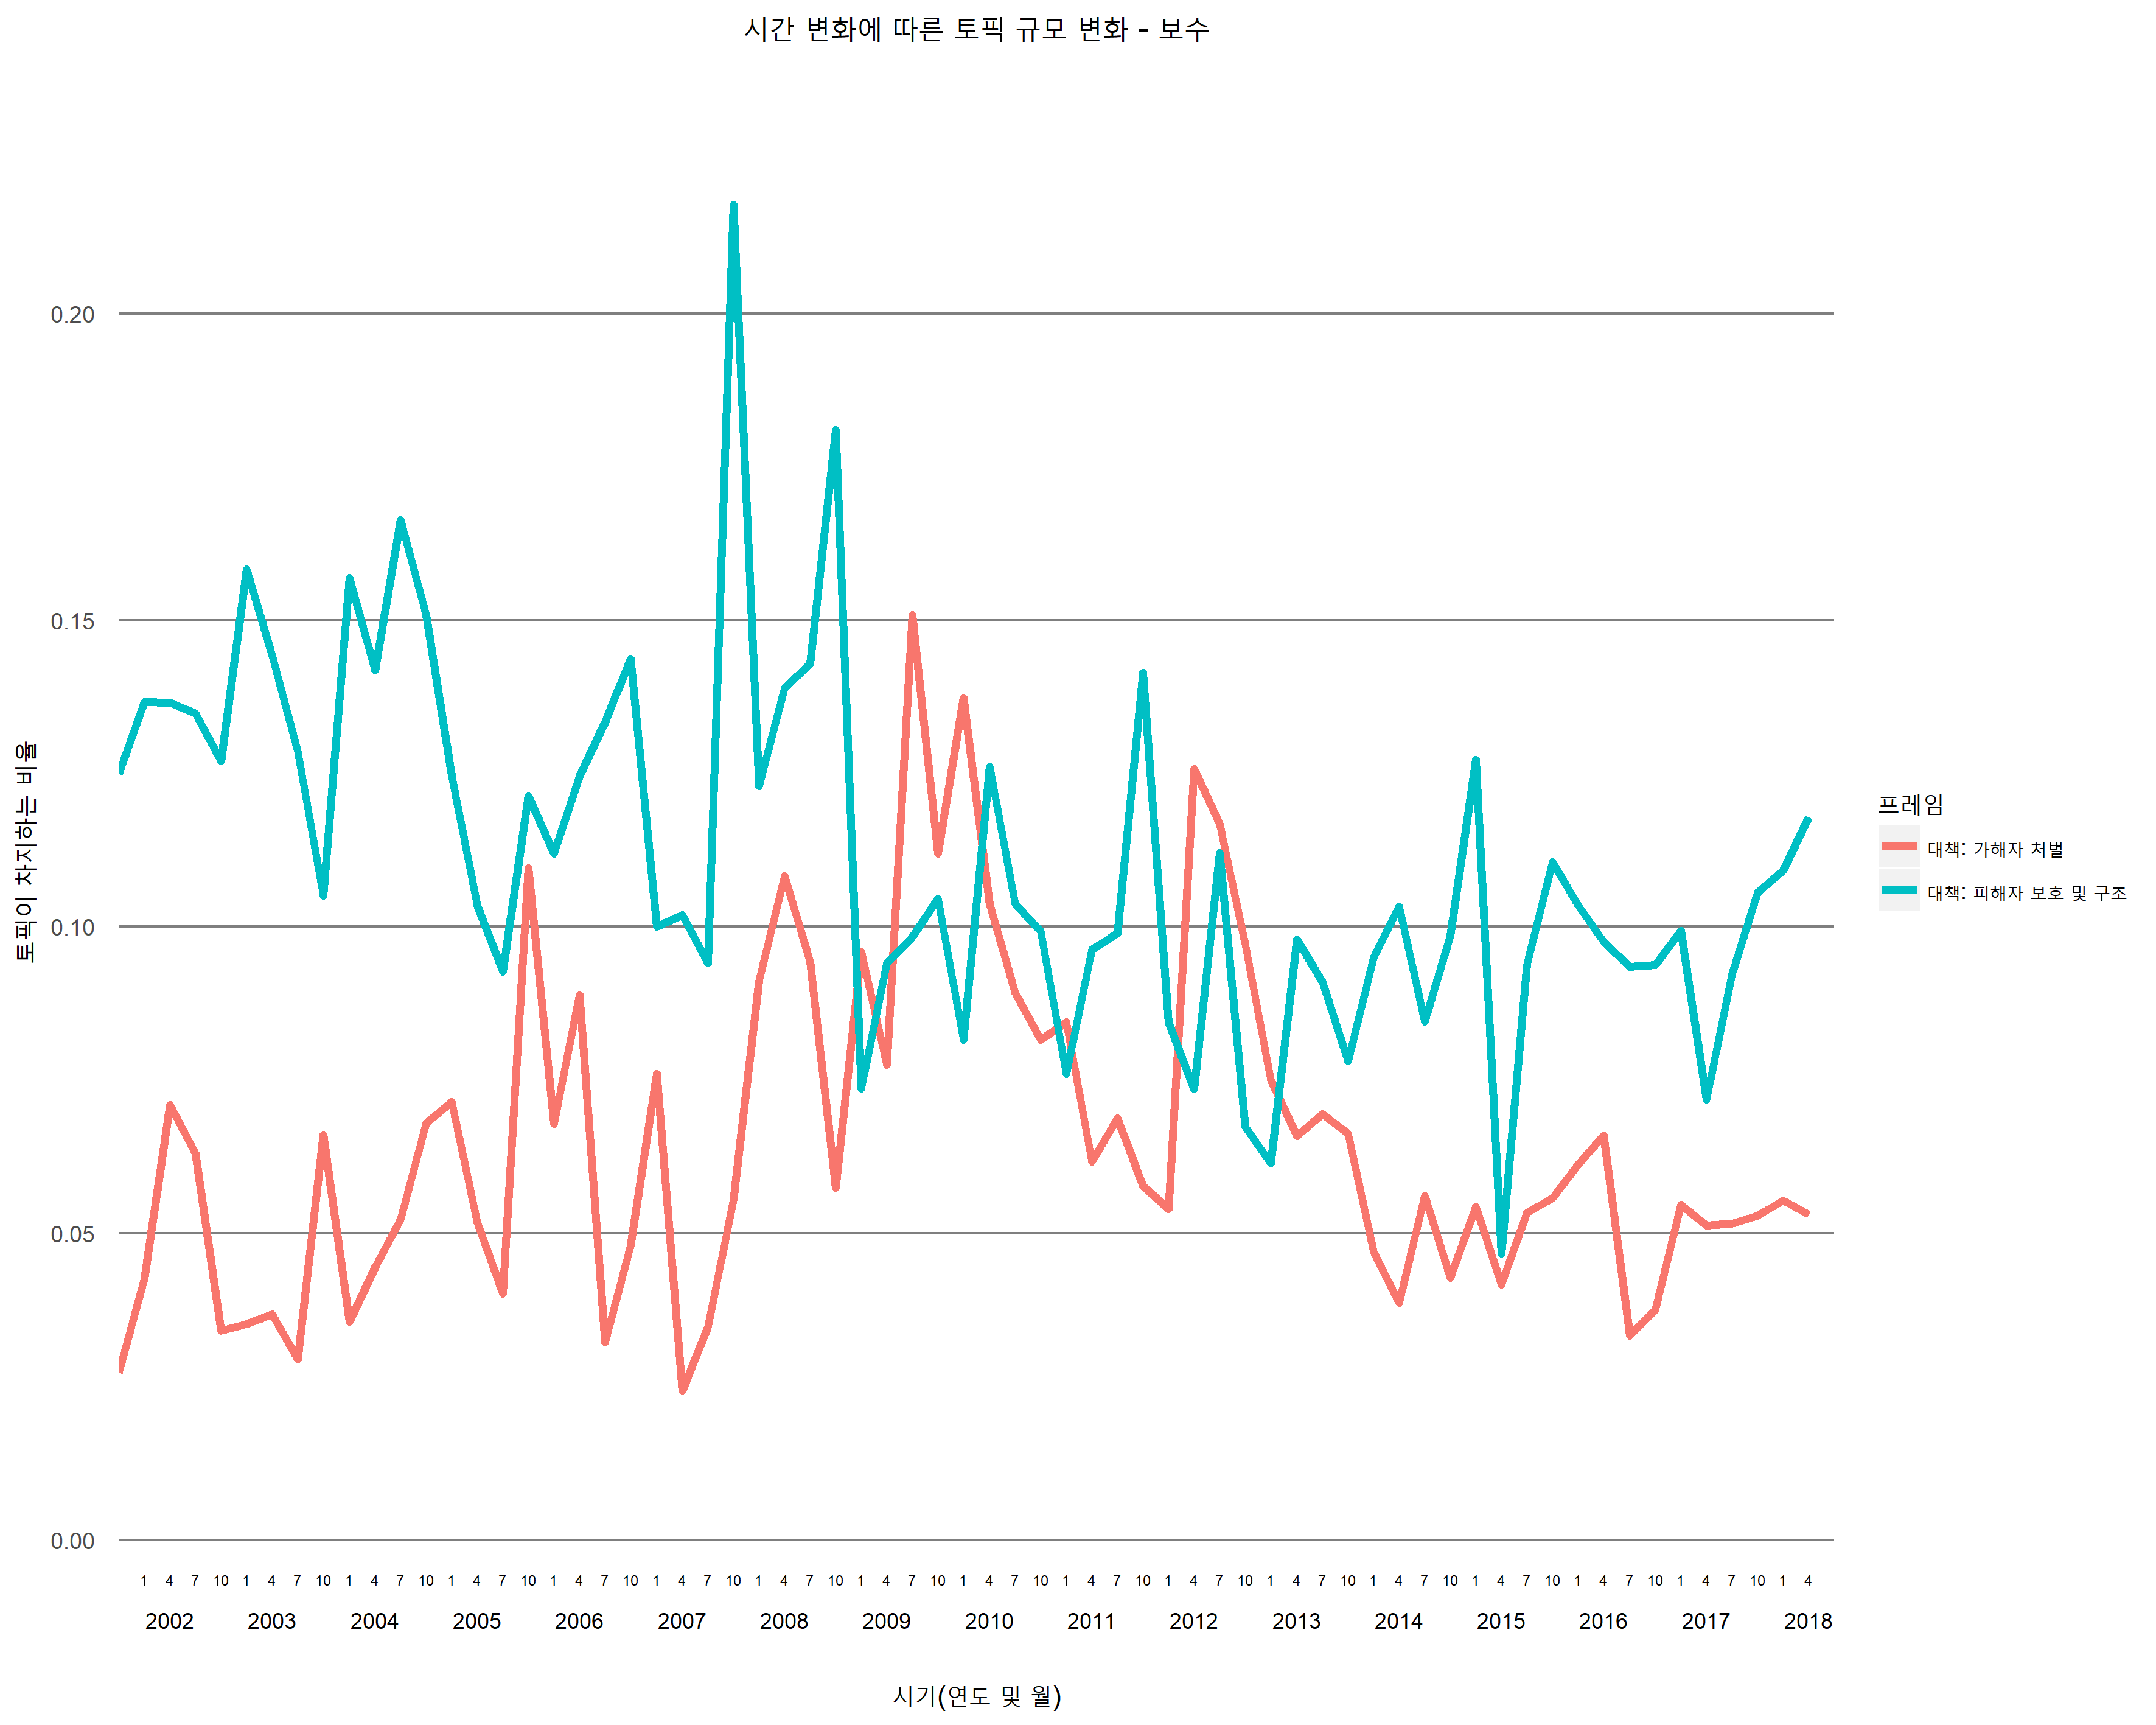 시간 변화에 따른 토픽 규모 변화 - 보수
토픽이 차지하는 비율
0.20
0.15
0.10
0.05
0.00
1 4 7 10 1 4 7 10 1 4 7 10 1 4 7 10 1 4 7 10 1 4 7 10 1 4 7 10 1 4 7 10 1 4 7 10 1 4 7 10 1 4 7 10 1 4 7 10 1 4 7 10 1 4 7 10 1 4 7 10 1 4 7 10 1 4
2002 2003 2004 2005 2006 2007 2008 2009 2010 2011 2012 2013 2014 2015 2016 2017 2018
시기(연도 및 월)
프레임
대책: 가해자 처벌
대책: 피해자 보호 및 구조